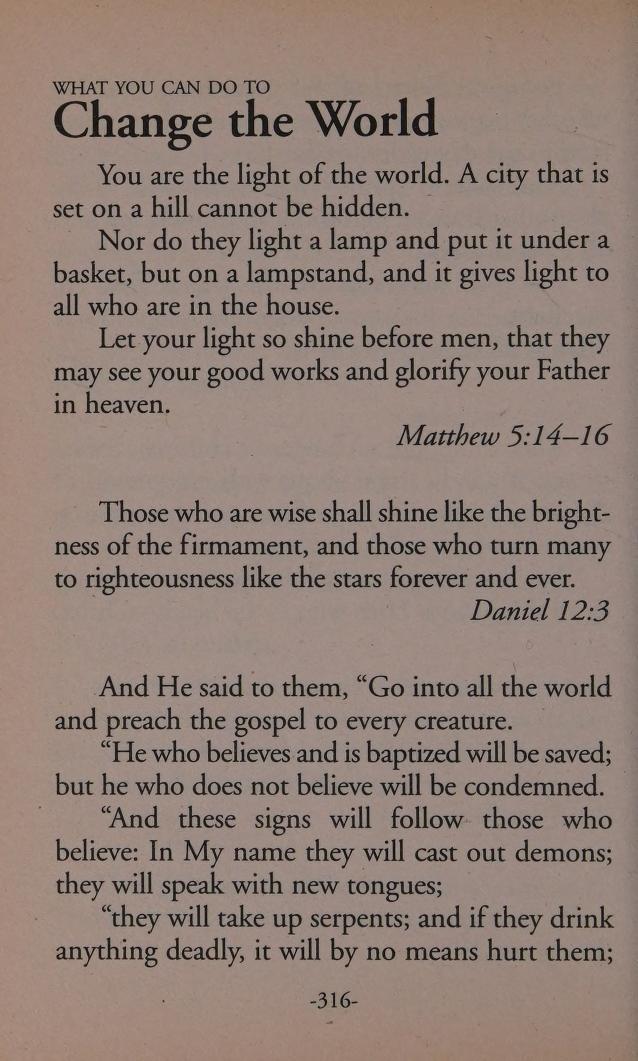 WHAT YOU CAN DO TO
Change the World
You are the light of the world. A city that is
set on a hill cannot be hidden.
Nor do they light a lamp and put it under a
basket, but on a lampstand, and it gives light to
all who are in the house.
Let your light so shine before men, that they
may see your good works and glorify your Father
in heaven.
Matthew 5:14–16
Those who are wise shall shine like the bright-
ness of the firmament, and those who turn many
to righteousness like the stars forever and ever.
Daniel 12:3
And He said to them, “Go into all the world
and preach the gospel to every creature.
“He who believes and is baptized will be saved;
but he who does not believe will be condemned.
“And these signs will follow those who
believe: In My name they will cast out demons;
they will speak with new tongues;
“they will take up serpents; and if they drink
anything deadly, it will by no means hurt them;
-316-